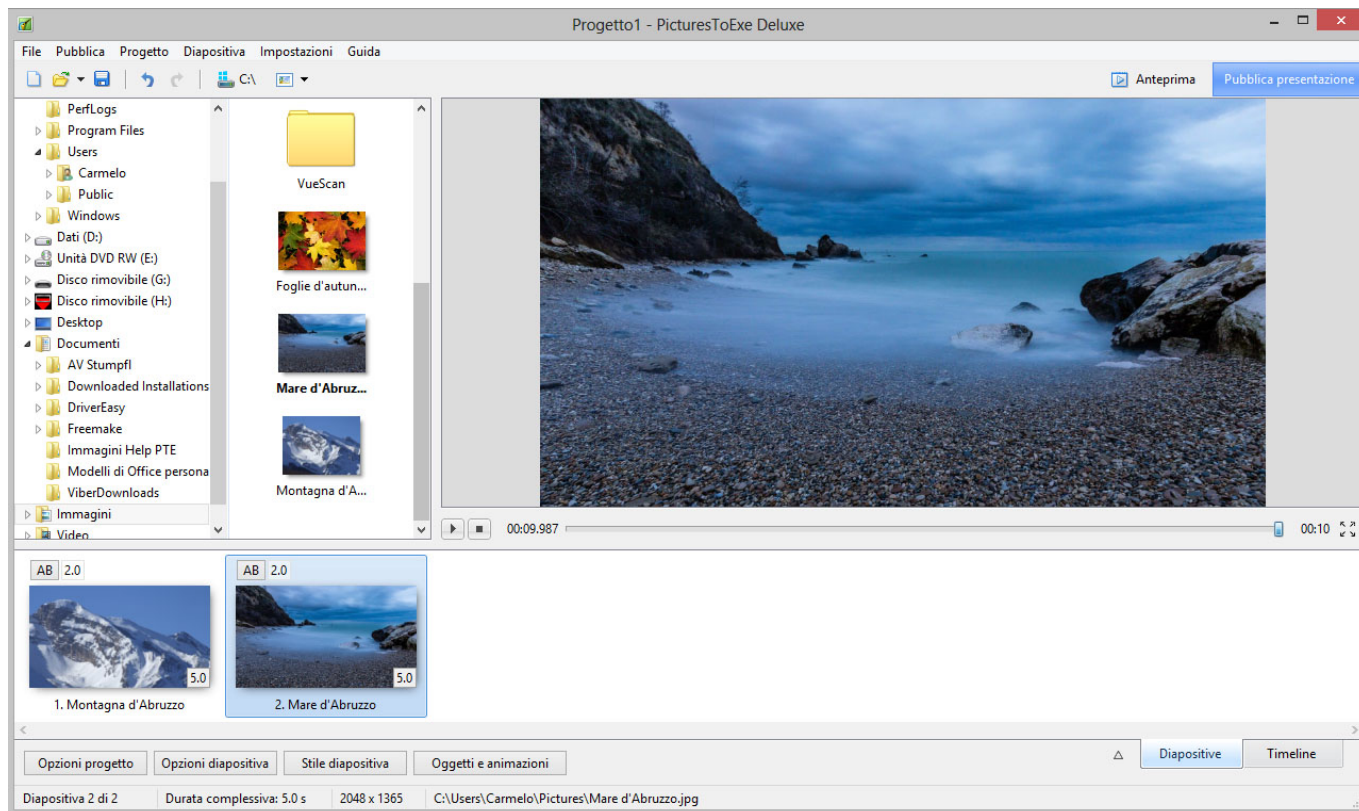 Progetto1 - PicturesToExe Deluxe
File Pubblica Progetto Diapositiva Impostazioni Guida
C:\ Anteprima Pubblica presentazione
PerfLogs
Program Files
Users
Carmelo
Public
Windows
Dati (D:)
Unità DVD RW (E:)
Disco rimovibile (G:)
Disco rimovibile (H:)
Desktop
Documenti
AV Stumpfl
Downloaded Installations
DriverEasy
Freemake
Immagini Help PTE
Modelli di Office persona
ViberDownloads
Immagini
Video
VueScan
Foglie d'autun...
Mare d'Abruz...
Montagna d'A...
00:09.987 00:10
AB 2.0
5.0
1. Montagna d'Abruzzo
AB 2.0
5.0
2. Mare d'Abruzzo
Opzioni progetto Opzioni diapositiva Stile diapositiva Oggetti e animazioni Diapositive Timeline
Diapositiva 2 di 2 Durata complessiva: 5.0 s 2048 x 1365 C:\Users\Carmelo\Pictures\Mare d'Abruzzo.jpg